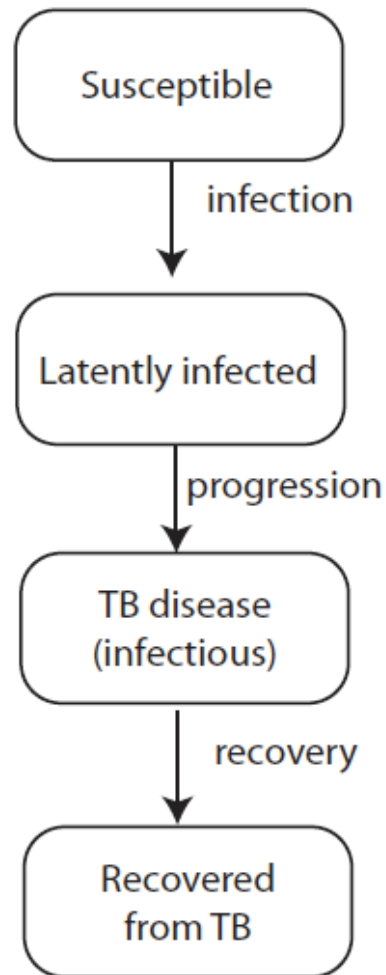 Susceptible
infection
Latently infected
progression
TB disease
(infectious)
recovery
Recovered
from TB